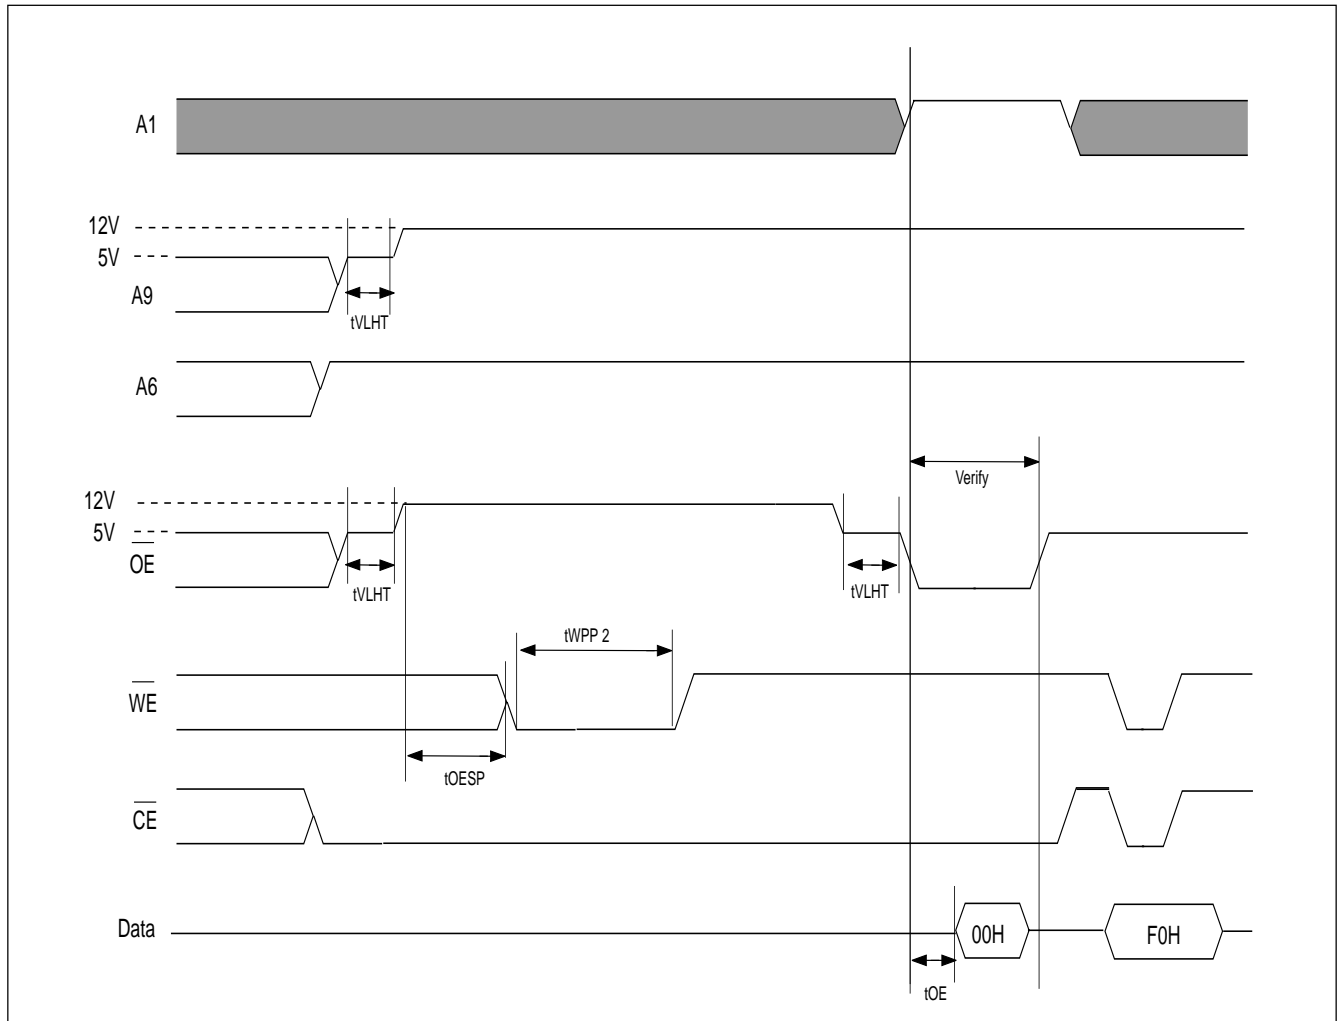 A1
12V
5V
A9
tVLHT
A6
Verify
12V
5V
OE
tVLHT
tVLHT
tWPP 2
WE
tOESP
CE
Data
00H
F0H
tOE